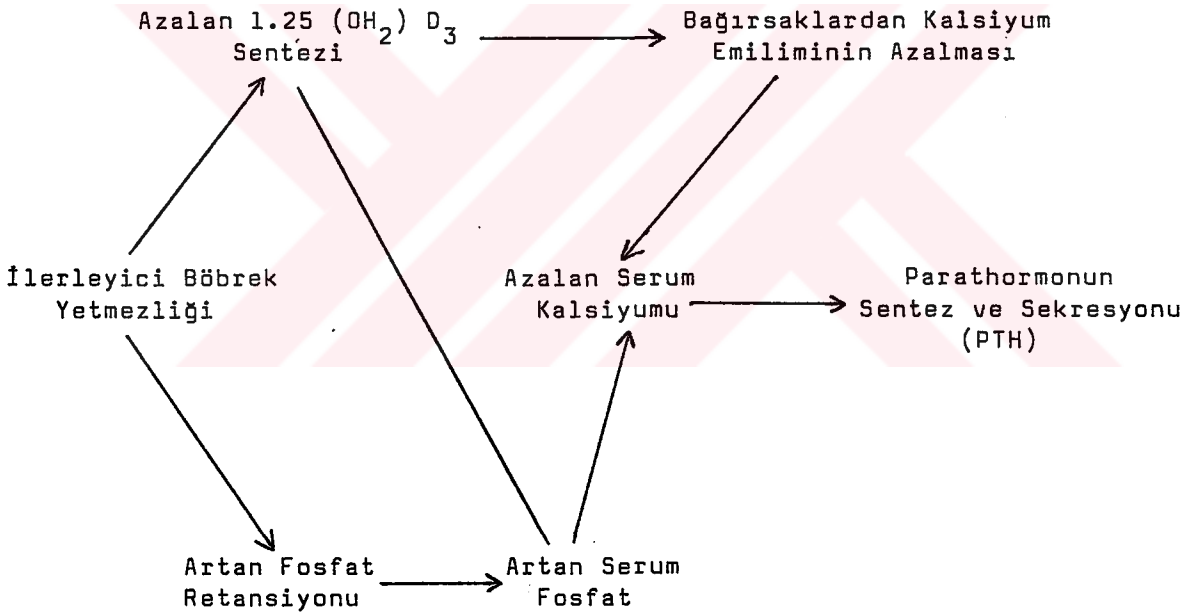 Azalan 1.25 (OH₂) D₃
Sentezi
Bağırsaklardan Kalsiyum
Emiliminin Azalması
İlerleyici Böbrek
Yetmezliği
Azalan Serum
Kalsiyumu
Parathormonun
Sentez ve Sekresyonu
(PTH)
Artan Fosfat
Retansiyonu
Artan Serum
Fosfat